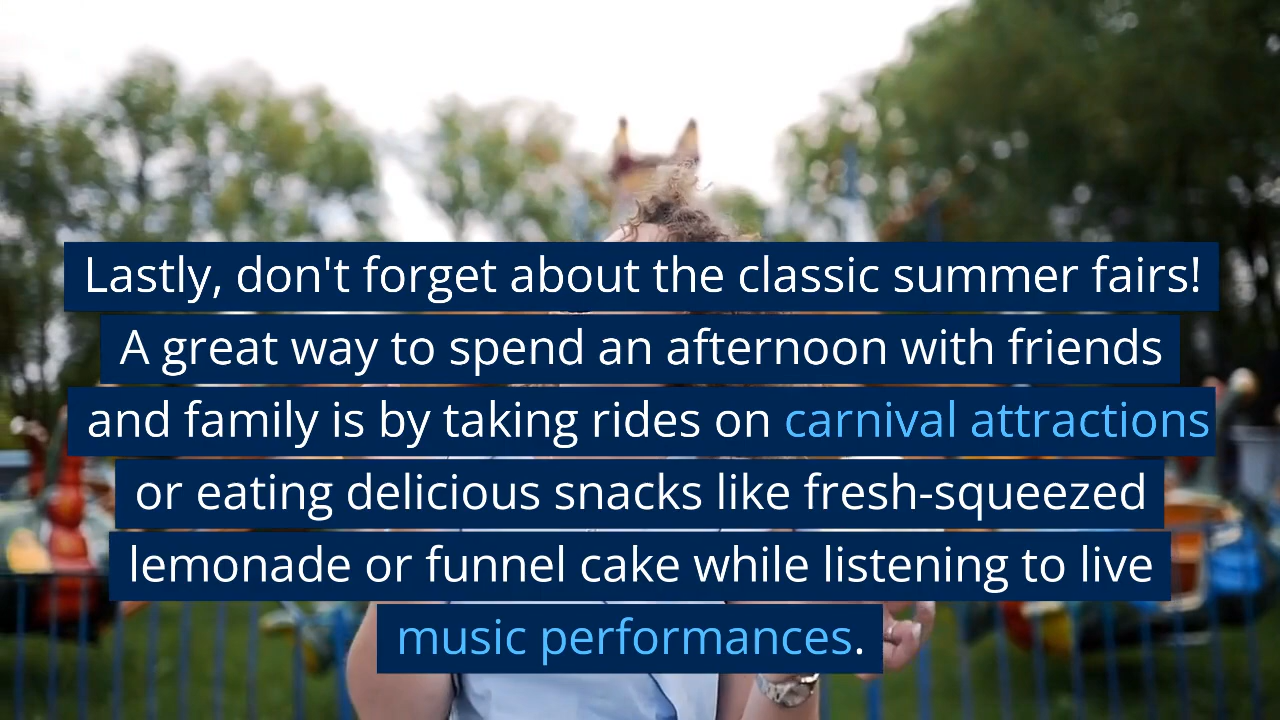 Lastly, don't forget about the classic summer fairs!
A great way to spend an afternoon with friends
and family is by taking rides on carnival attractions
or eating delicious snacks like fresh-squeezed
lemonade or funnel cake while listening to live
music performances.